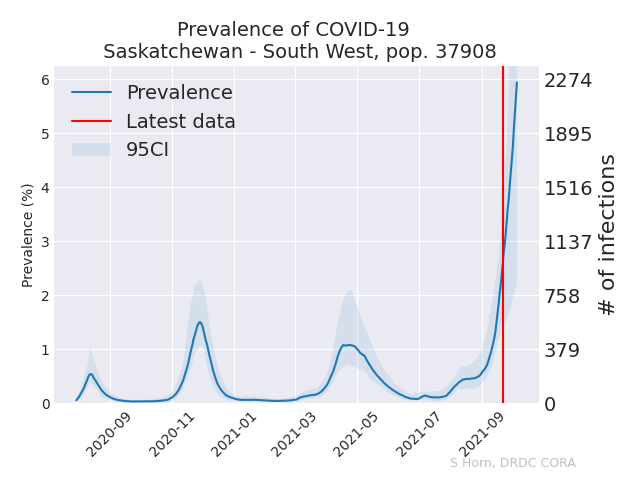 Prevalence of COVID-19
Saskatchewan - South West, pop. 37908
Prevalence
Latest data
95CI
Prevalence (%)
6
5
4
3
2
1
0
2274
1895
1516
1137
758
379
0
# of infections
2020-09
2020-11
2021-01
2021-03
2021-05
2021-07
2021-09
S Horn, DRDC CORA